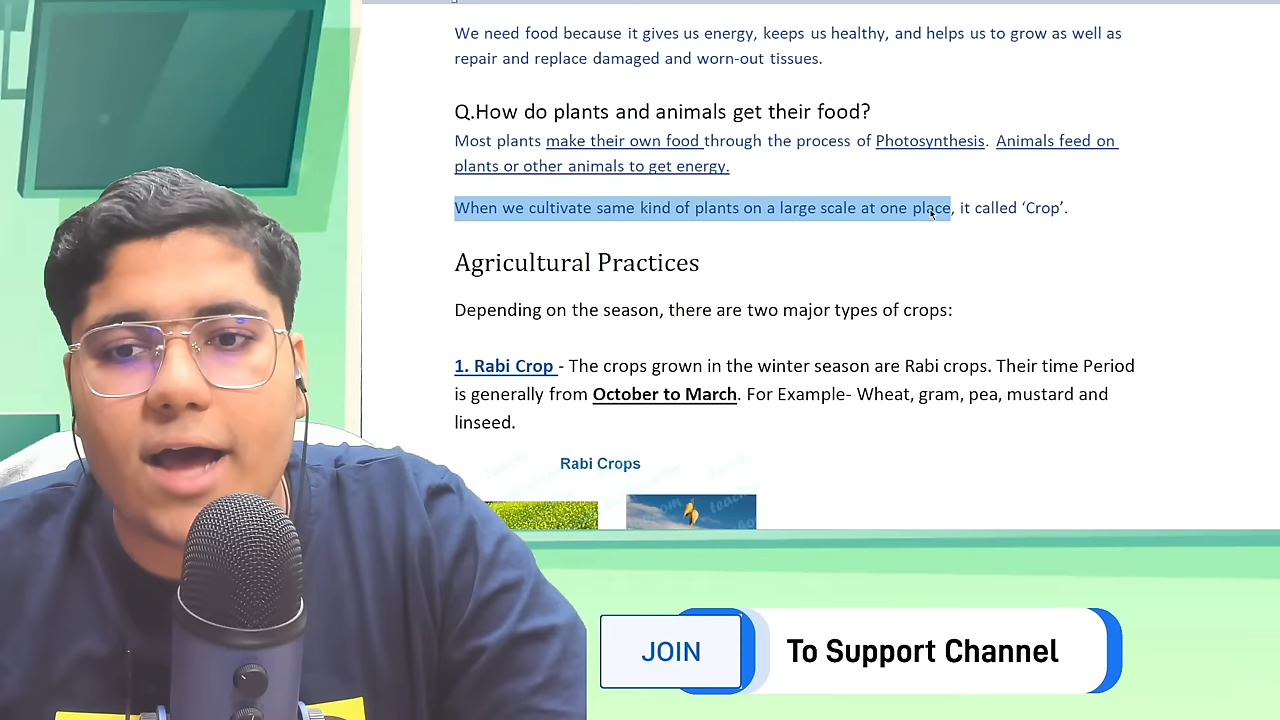 We need food because it gives us energy, keeps us healthy, and helps us to grow as well as
repair and replace damaged and worn-out tissues.
Q.How do plants and animals get their food?
Most plants make their own food through the process of Photosynthesis. Animals feed on
plants or other animals to get energy.
When we cultivate same kind of plants on a large scale at one place, it called ‘Crop’.
Agricultural Practices
Depending on the season, there are two major types of crops:
1. Rabi Crop - The crops grown in the winter season are Rabi crops. Their time Period
is generally from October to March. For Example- Wheat, gram, pea, mustard and
linseed.
Rabi Crops
JOIN
To Support Channel